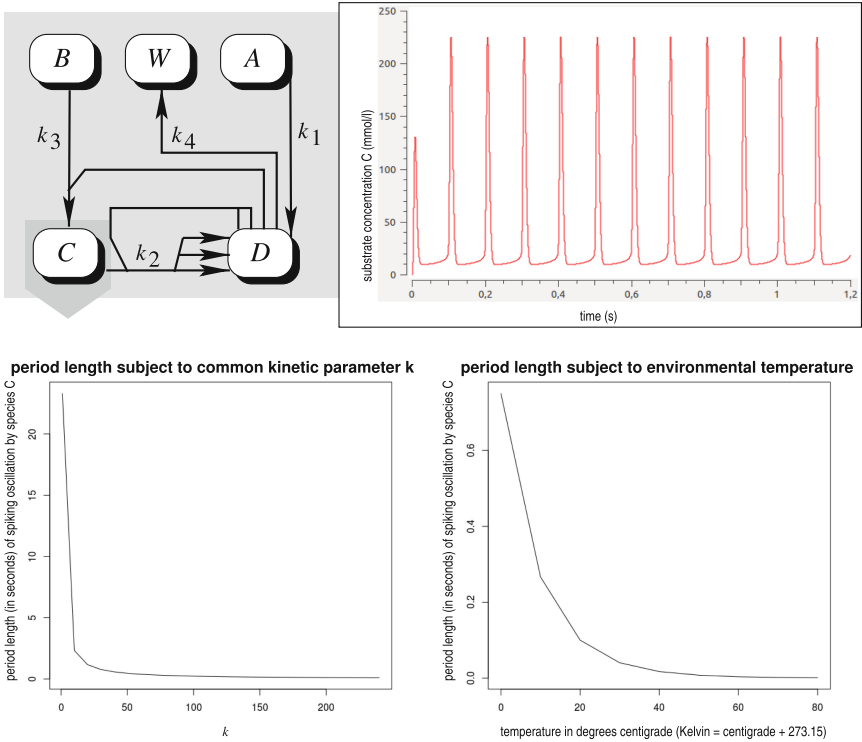 B W A
k3 k4 k1
C k2 D
substrate concentration C (mmol/l)
250
200
150
100
50
0
0 0,2 0,4 0,6 0,8 1 1,2
time (s)
period length subject to common kinetic parameter k
period length (in seconds) of spiking oscillation by species C
20
15
10
5
0
0 50 100 150 200
k
period length subject to environmental temperature
period length (in seconds) of spiking oscillation by species C
0.6
0.4
0.2
0.0
0 20 40 60 80
temperature in degrees centigrade (Kelvin = centigrade + 273.15)